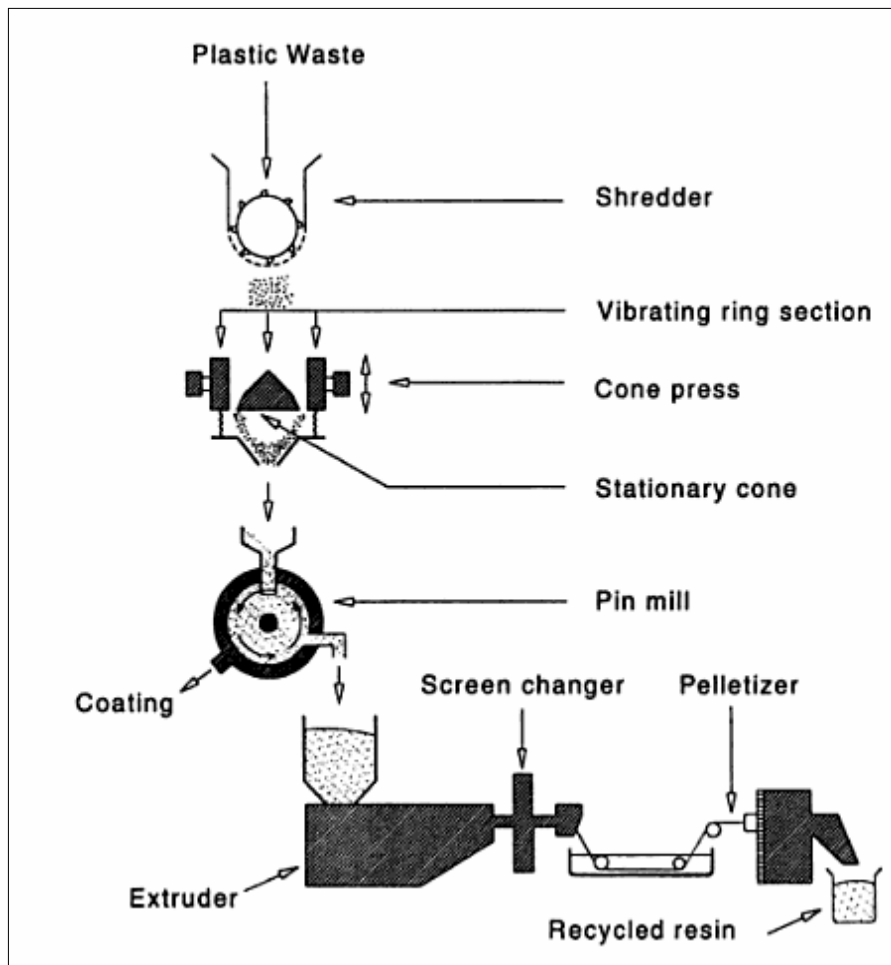 Plastic Waste
Shredder
Vibrating ring section
Cone press
Stationary cone
Pin mill
Coating
Screen changer
Pelletizer
Extruder
Recycled resin